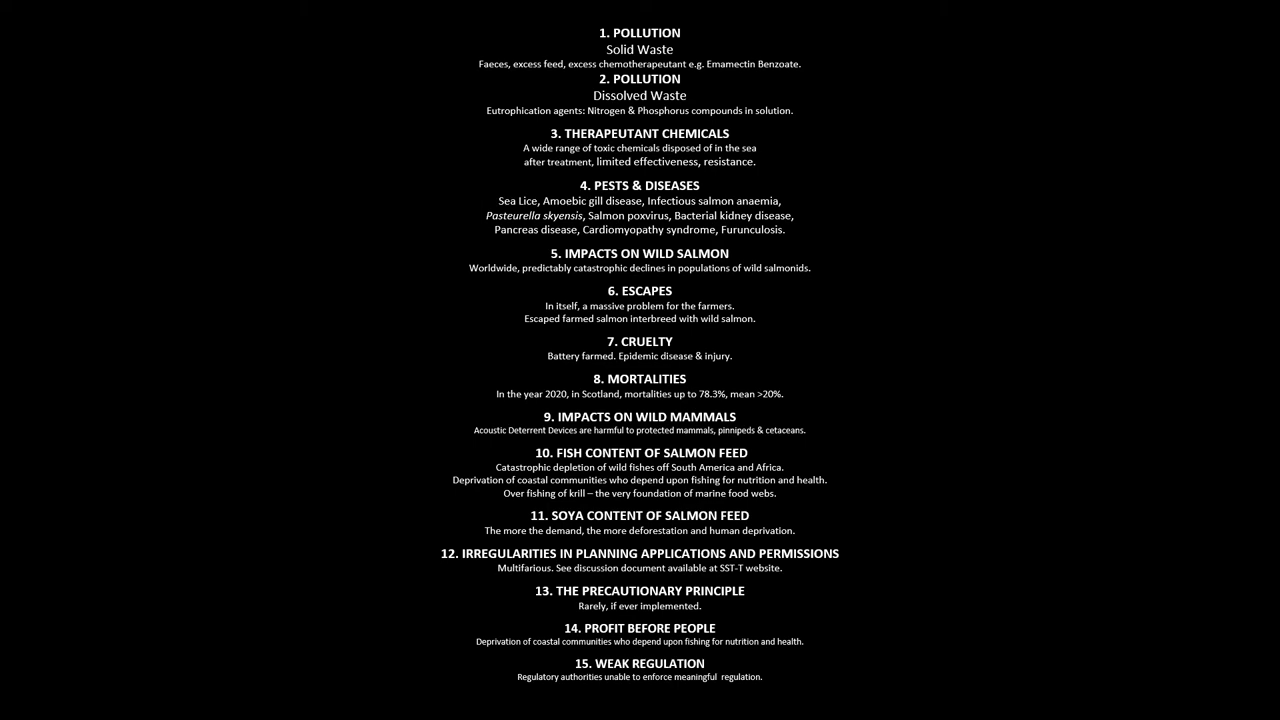 1. POLLUTION
Solid Waste
Faeces, excess feed, excess chemotherapeutant e.g. Emamectin Benzoate.
2. POLLUTION
Dissolved Waste
Eutrophication agents: Nitrogen & Phosphorus compounds in solution.
3. THERAPEUTANT CHEMICALS
A wide range of toxic chemicals disposed of in the sea
after treatment, limited effectiveness, resistance.
4. PESTS & DISEASES
Sea Lice, Amoebic gill disease, Infectious salmon anaemia,
Pasteurella skyensis, Salmon poxvirus, Bacterial kidney disease,
Pancreas disease, Cardiomyopathy syndrome, Furunculosis.
5. IMPACTS ON WILD SALMON
Worldwide, predictably catastrophic declines in populations of wild salmonids.
6. ESCAPES
In itself, a massive problem for the farmers.
Escaped farmed salmon interbreed with wild salmon.
7. CRUELTY
Battery farmed. Epidemic disease & injury.
8. MORTALITIES
In the year 2020, in Scotland, mortalities up to 78.3%, mean >20%.
9. IMPACTS ON WILD MAMMALS
Acoustic Deterrent Devices are harmful to protected mammals, pinnipeds & cetaceans.
10. FISH CONTENT OF SALMON FEED
Catastrophic depletion of wild fishes off South America and Africa.
Deprivation of coastal communities who depend upon fishing for nutrition and health.
Over fishing of krill – the very foundation of marine food webs.
11. SOYA CONTENT OF SALMON FEED
The more the demand, the more deforestation and human deprivation.
12. IRREGULARITIES IN PLANNING APPLICATIONS AND PERMISSIONS
Multifarious. See discussion document available at SST-T website.
13. THE PRECAUTIONARY PRINCIPLE
Rarely, if ever implemented.
14. PROFIT BEFORE PEOPLE
Deprivation of coastal communities who depend upon fishing for nutrition and health.
15. WEAK REGULATION
Regulatory authorities unable to enforce meaningful regulation.